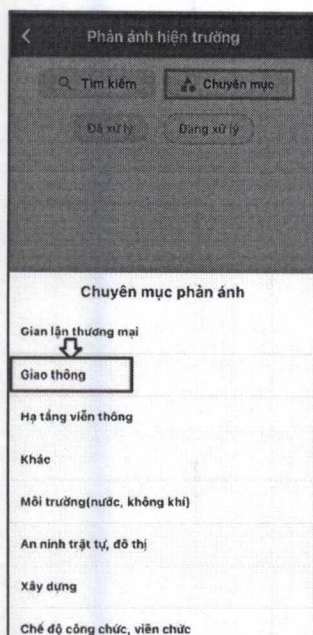 Phản ánh hiện trường
Tìm kiếm Chuyên mục
Đã xử lý Đang xử lý
Chuyên mục phản ánh
Gian lận thương mại
Giao thông
Hạ tầng viễn thông
Khác
Môi trường(nước, không khí)
An ninh trật tự, đô thị
Xây dựng
Chế độ công chức, viên chức